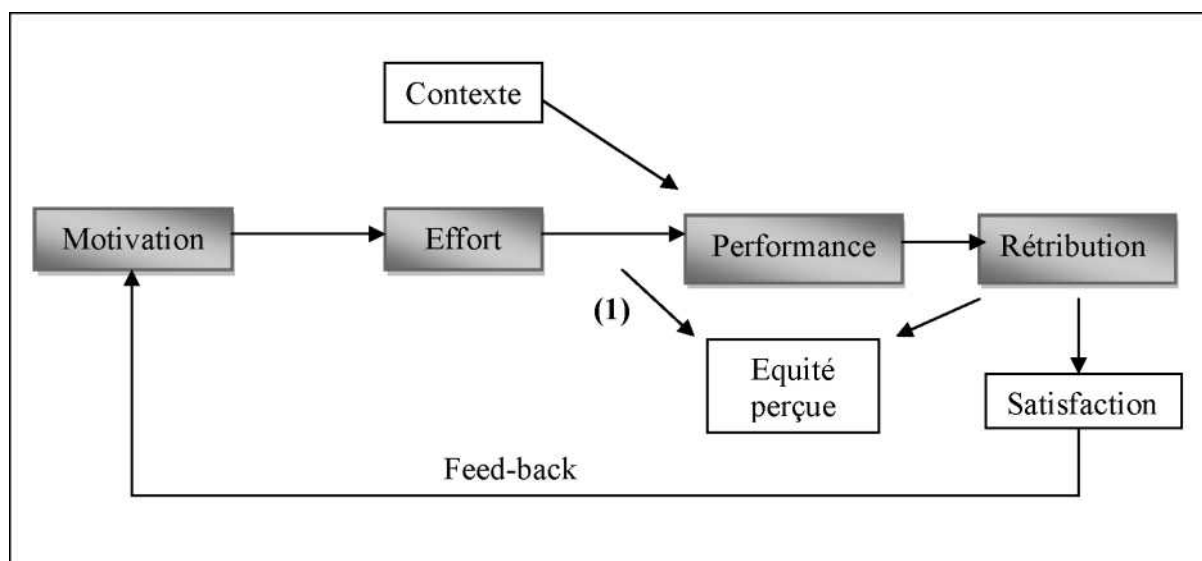 Contexte
Motivation
Effort
Performance
Rétribution
(1)
Equité
perçue
Satisfaction
Feed-back